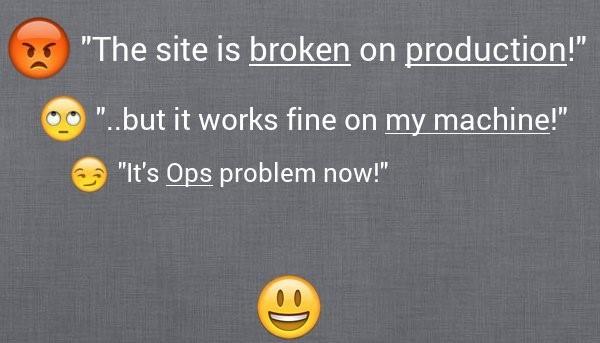 "The site is broken on production!"
"..but it works fine on my machine!"
"It's Ops problem now!"